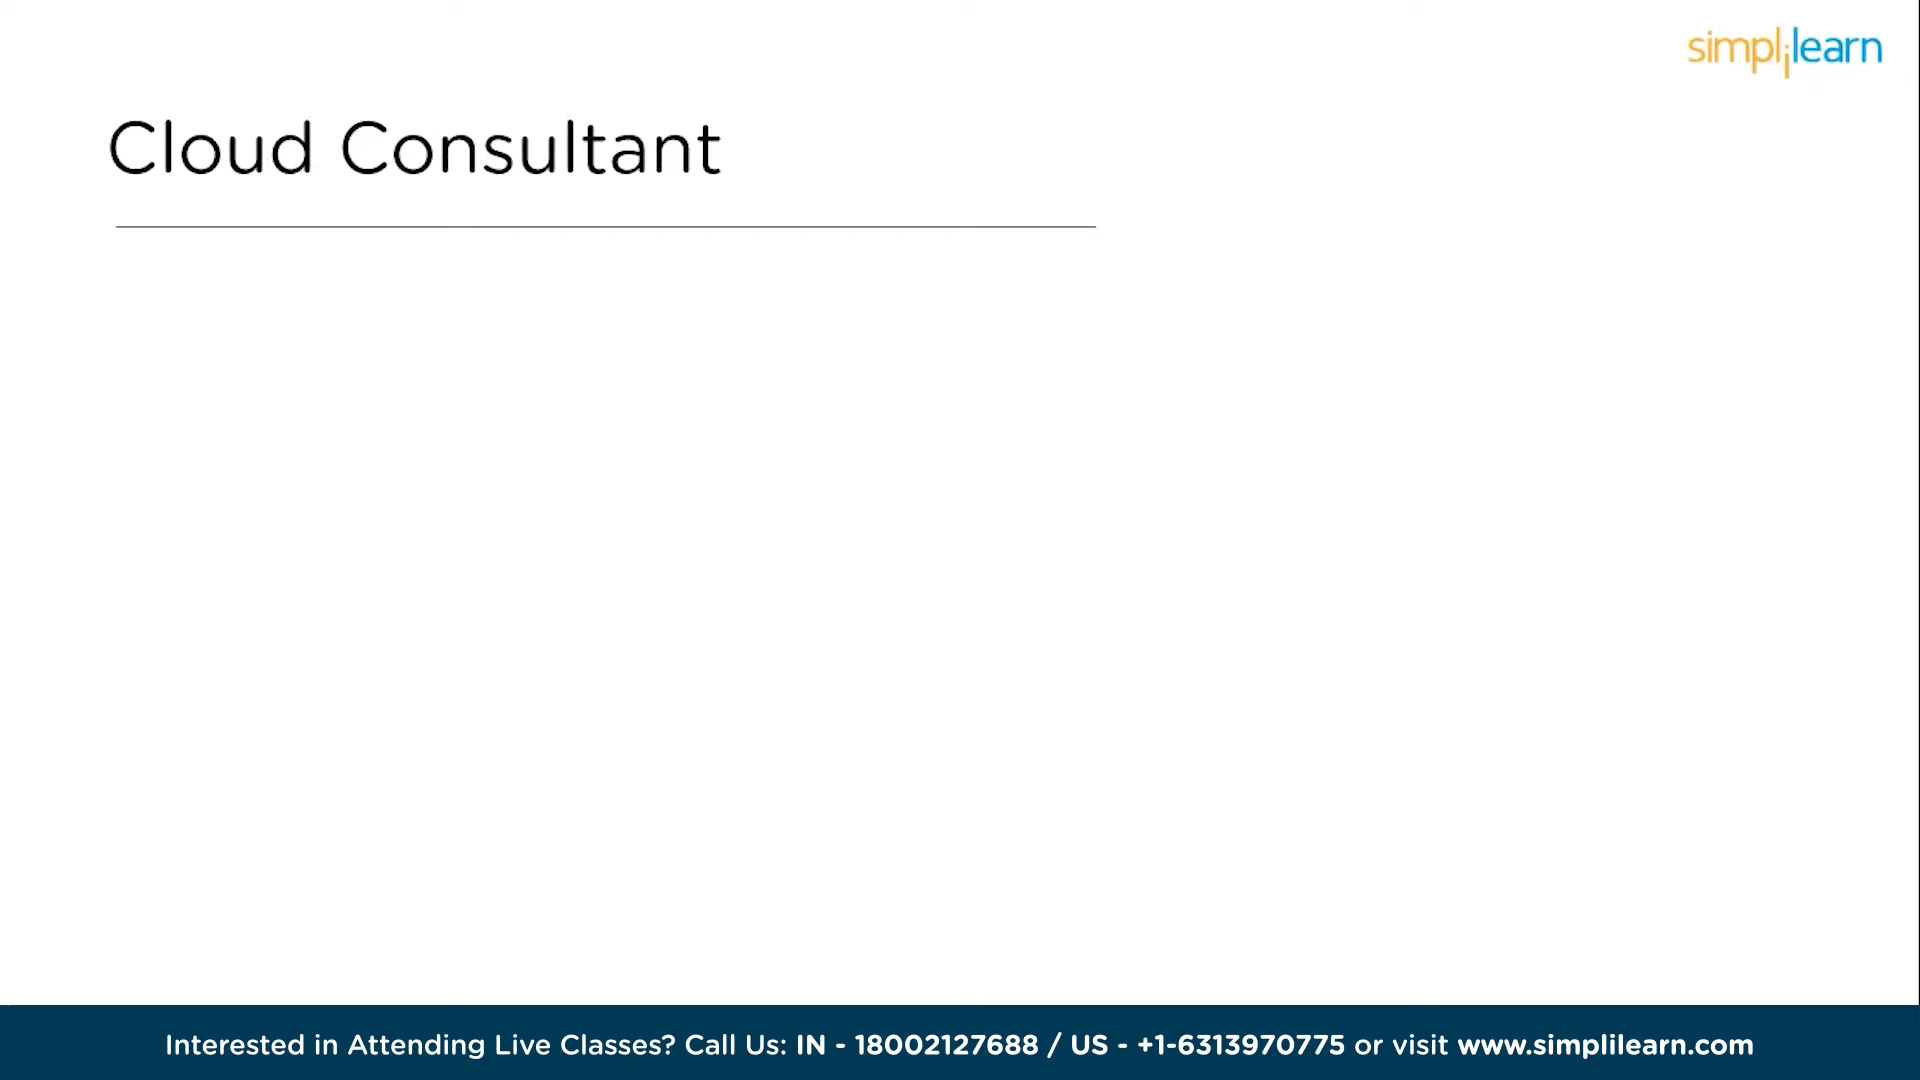 simplilearn
Cloud Consultant
Interested in Attending Live Classes? Call Us: IN - 18002127688 / US - +1-6313970775 or visit www.simplilearn.com